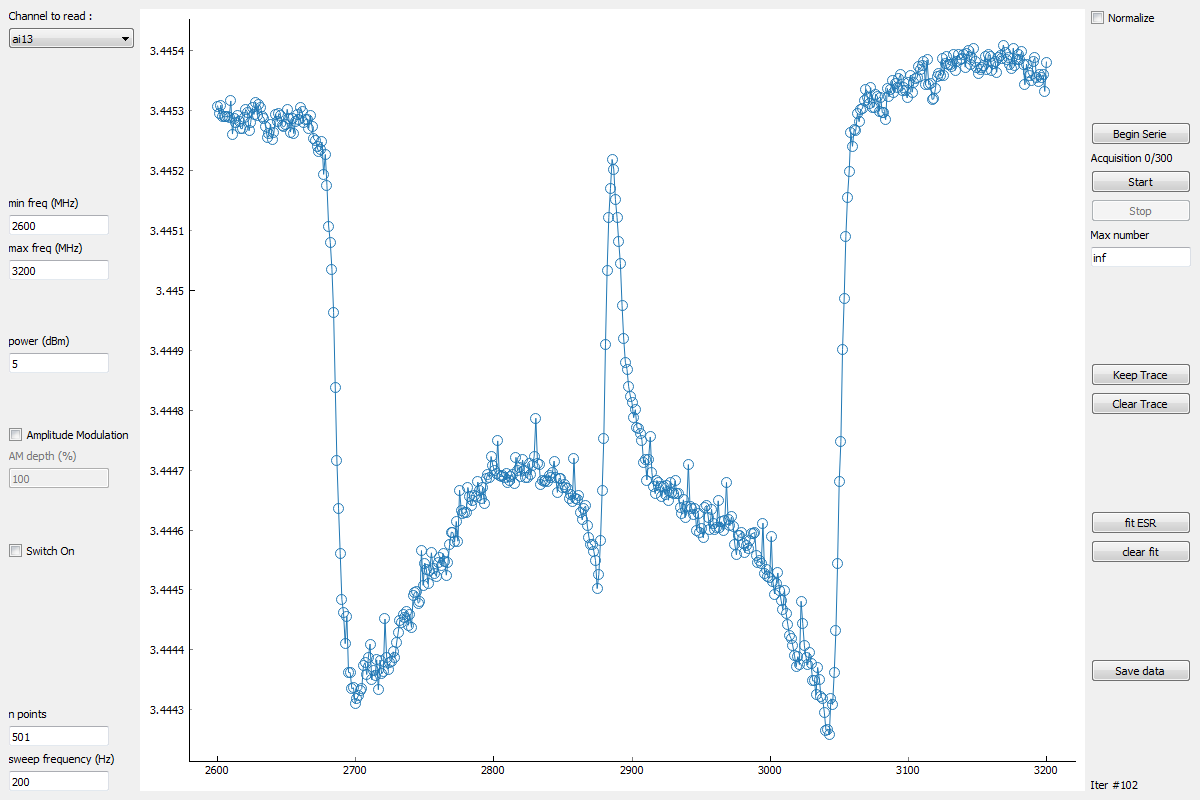 Channel to read :
ai13
min freq (MHz)
2600
max freq (MHz)
3200
power (dBm)
5
Amplitude Modulation
AM depth (%)
100
Switch On
n points
501
sweep frequency (Hz)
200
3.4454
3.4453
3.4452
3.4451
3.445
3.4449
3.4448
3.4447
3.4446
3.4445
3.4444
3.4443
2600 2700 2800 2900 3000 3100 3200
Normalize
Begin Serie
Acquisition 0/300
Start
Stop
Max number
inf
Keep Trace
Clear Trace
fit ESR
clear fit
Save data
Iter #102